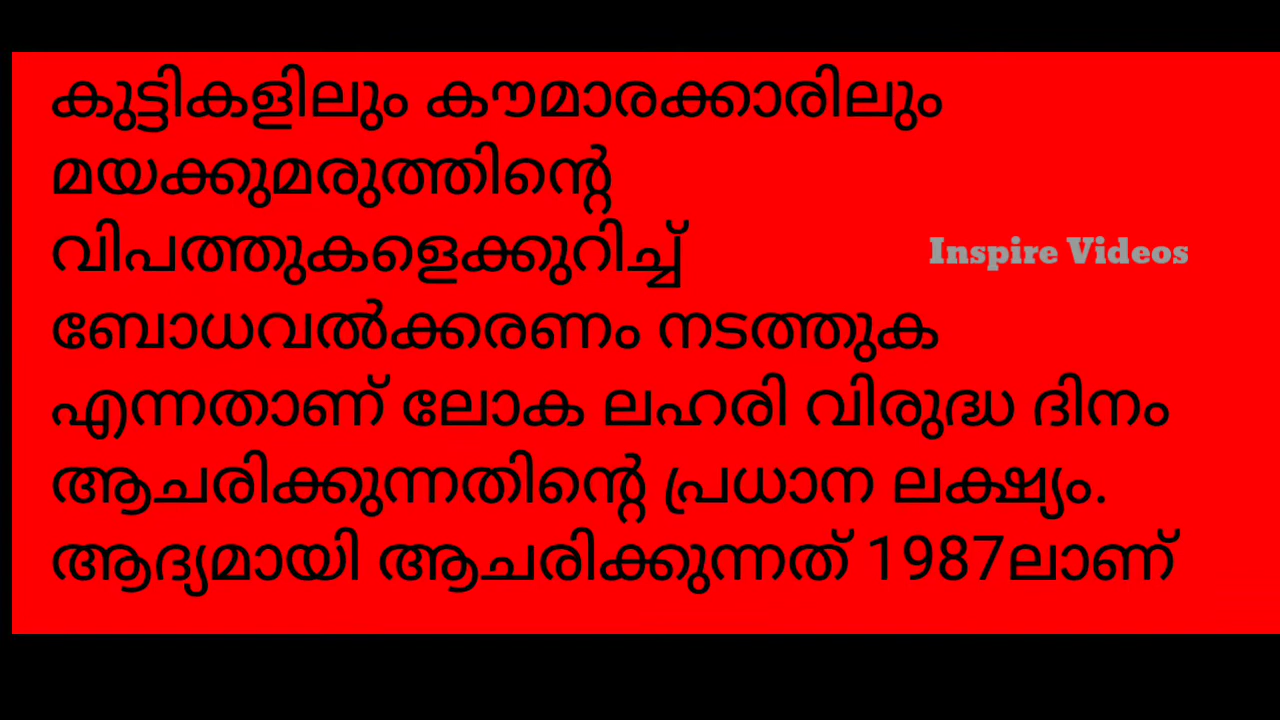 കുട്ടികളിലും കൗമാരക്കാരിലും
മയക്കുമരുത്തിന്റെ
വിപത്തുകളെക്കുറിച്ച്
Inspire Videos
ബോധവൽക്കരണം നടത്തുക
എന്നതാണ് ലോക ലഹരി വിരുദ്ധ ദിനം
ആചരിക്കുന്നതിന്റെ പ്രധാന ലക്ഷ്യം.
ആദ്യമായി ആചരിക്കുന്നത് 1987ലാണ്